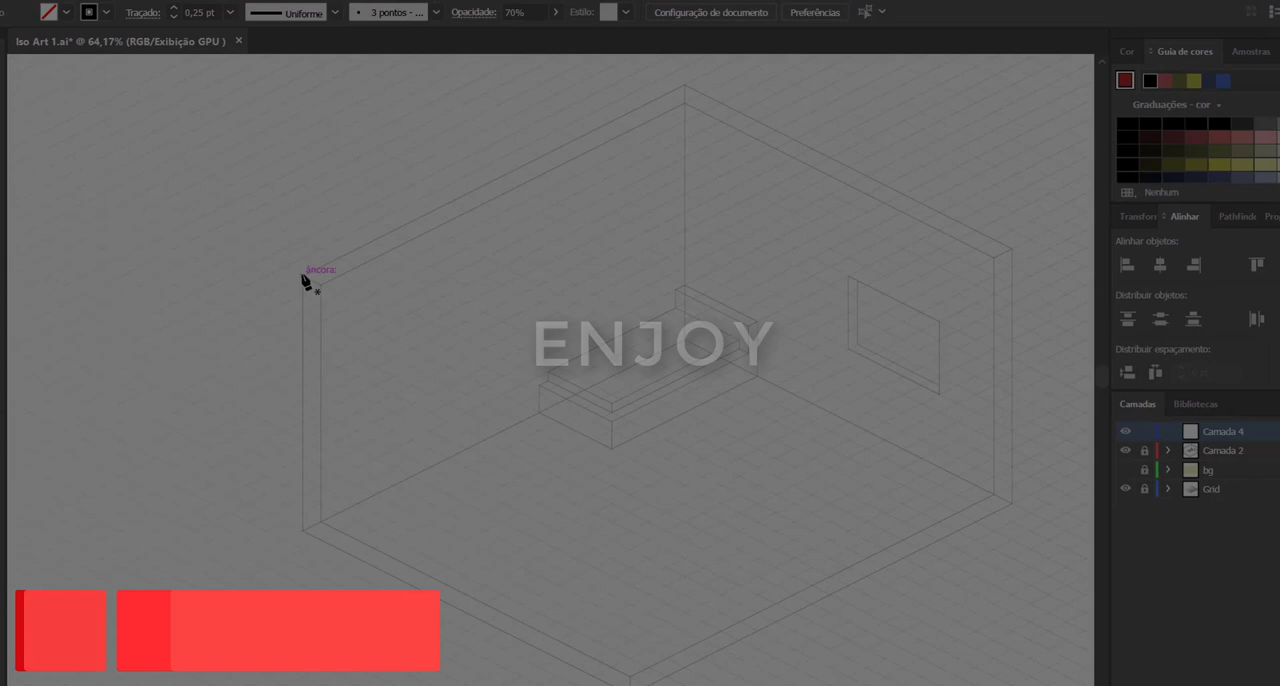 Traçado:
0,25 pt
Uniforme
3 pontos - ...
Opacidade:
70%
Estilo:
Configuração de documento
Preferências
Iso Art 1.ai* @ 64,17% (RGB/Exibição GPU )
×
Cor
Guia de cores
Amostras
Graduações - cor
Nenhum
Transforn
Alinhar
Pathfinde
Alinhar objetos:
âncora:
Distribuir objetos:
ENJOY
Distribuir espaçamento:
Camadas
Bibliotecas
Camada 4
Camada 2
bg
Grid